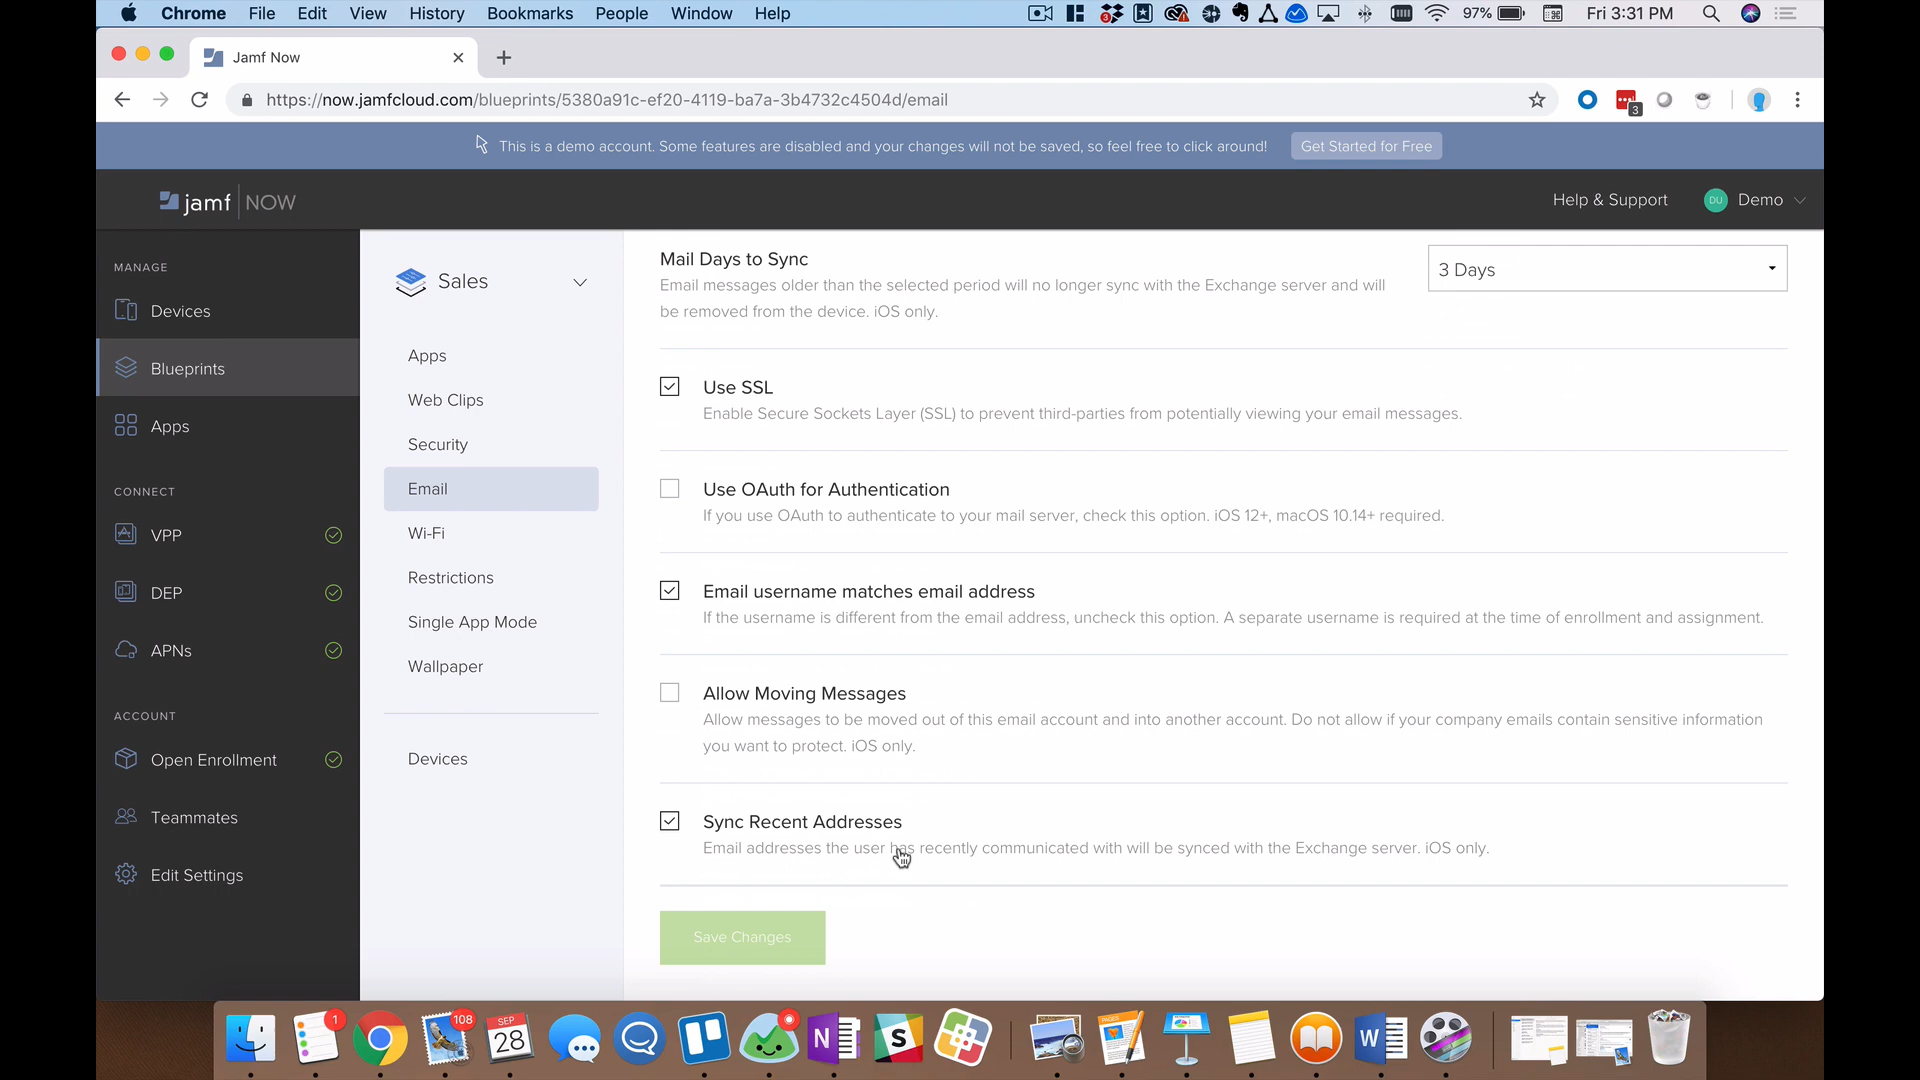 Chrome File Edit View History Bookmarks People Window Help 97% Fri 3:31 PM
Jamf Now
https://now.jamfcloud.com/blueprints/5380a91c-ef20-4119-ba7a-3b4732c4504d/email
3
This is a demo account. Some features are disabled and your changes will not be saved, so feel free to click around! Get Started for Free
jamf NOW
Help & Support
DU Demo
MANAGE
Devices
Blueprints
Apps
CONNECT
VPP
DEP
APNs
ACCOUNT
Open Enrollment
Teammates
Edit Settings
Sales
Apps
Web Clips
Security
Email
Wi-Fi
Restrictions
Single App Mode
Wallpaper
Devices
Mail Days to Sync
Email messages older than the selected period will no longer sync with the Exchange server and will
be removed from the device. iOS only.
3 Days
Use SSL
Enable Secure Sockets Layer (SSL) to prevent third-parties from potentially viewing your email messages.
Use OAuth for Authentication
If you use OAuth to authenticate to your mail server, check this option. iOS 12+, macOS 10.14+ required.
Email username matches email address
If the username is different from the email address, uncheck this option. A separate username is required at the time of enrollment and assignment.
Allow Moving Messages
Allow messages to be moved out of this email account and into another account. Do not allow if your company emails contain sensitive information
you want to protect. iOS only.
Sync Recent Addresses
Email addresses the user has recently communicated with will be synced with the Exchange server. iOS only.
Save Changes
1
108
SEP
28
N
S
W